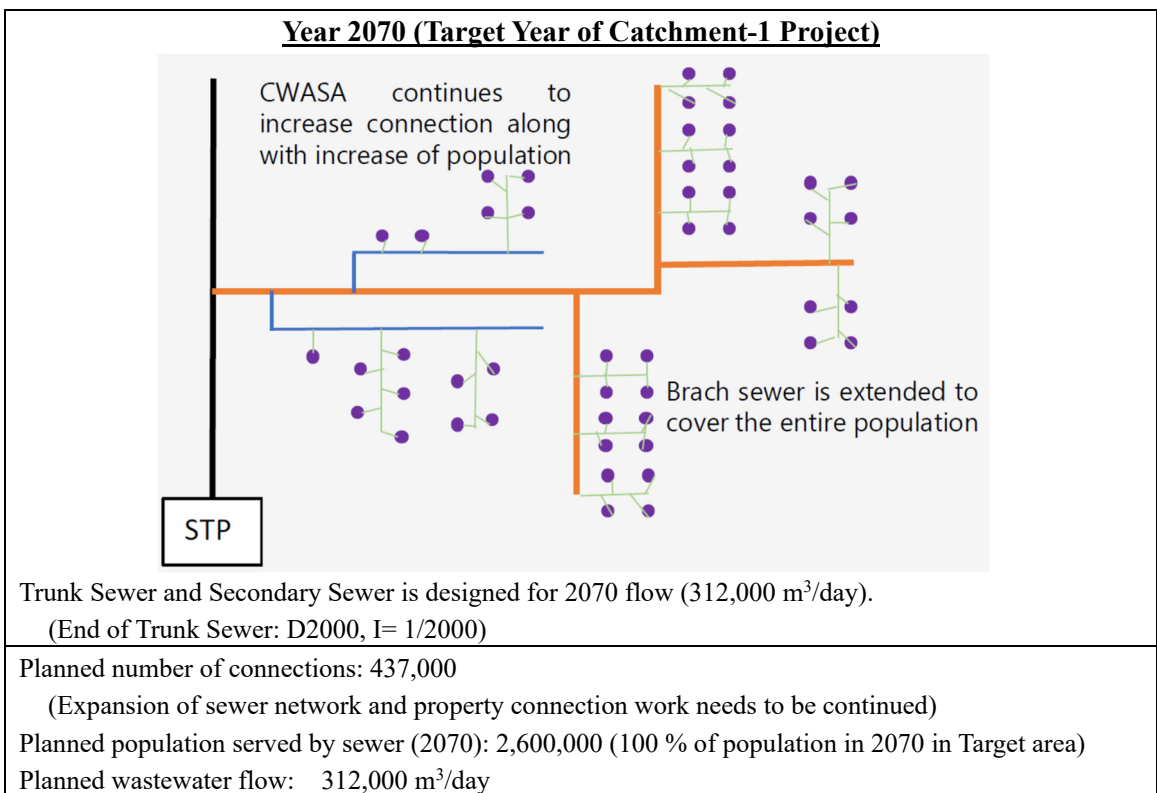 Year 2070 (Target Year of Catchment-1 Project)
CWASA continues to
increase connection along
with increase of population
Brach sewer is extended to
cover the entire population
STP
Trunk Sewer and Secondary Sewer is designed for 2070 flow (312,000 m³/day).
(End of Trunk Sewer: D2000, I= 1/2000)
Planned number of connections: 437,000
(Expansion of sewer network and property connection work needs to be continued)
Planned population served by sewer (2070): 2,600,000 (100 % of population in 2070 in Target area)
Planned wastewater flow: 312,000 m³/day